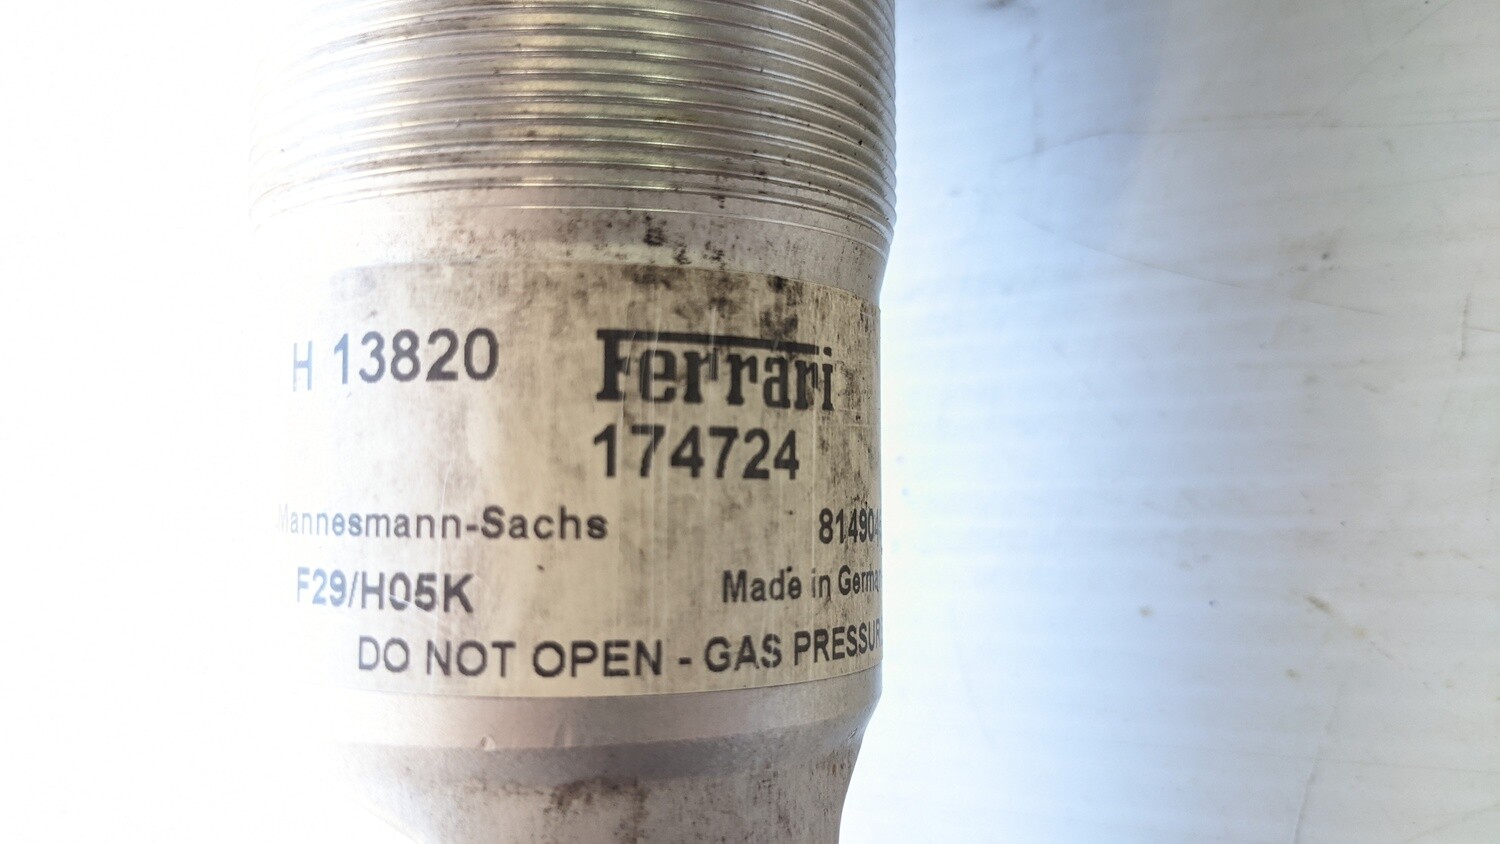 H 13820 Ferrari
174724
Mannesmann-Sachs
F29/H05K Made in
DO NOT OPEN - GAS